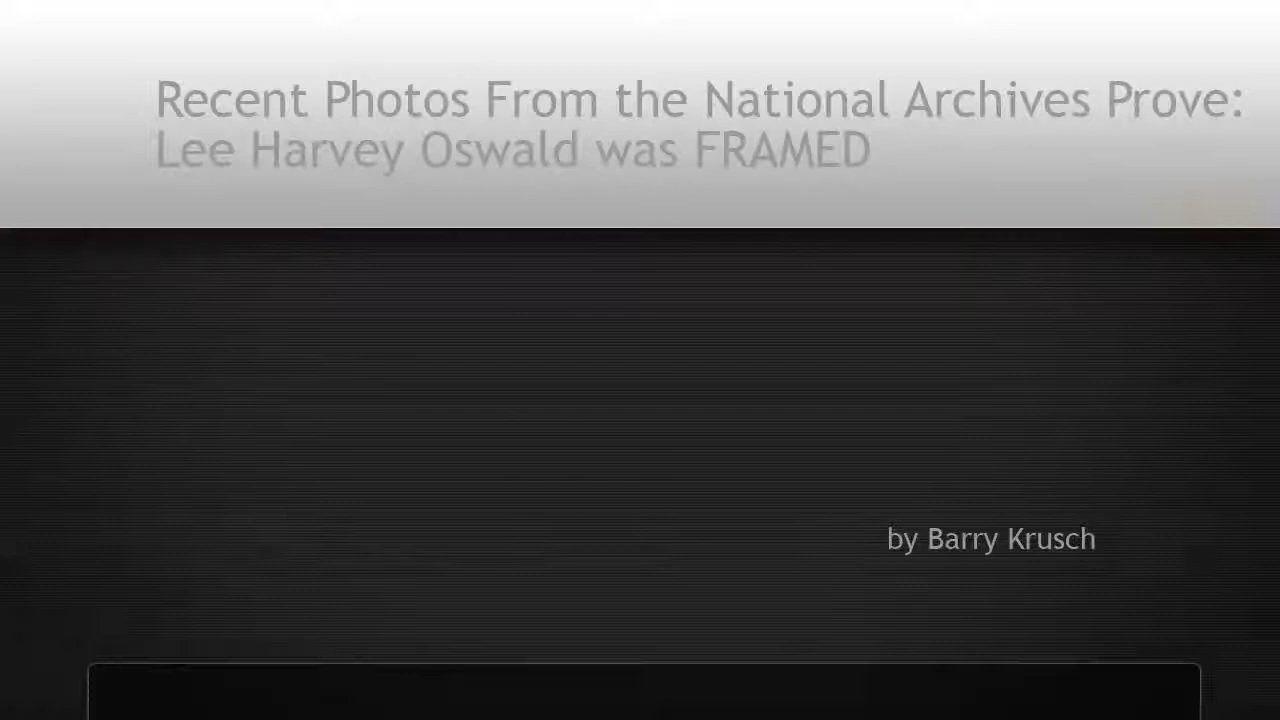 Recent Photos From the National Archives Prove:
Lee Harvey Oswald was FRAMED
by Barry Krusch